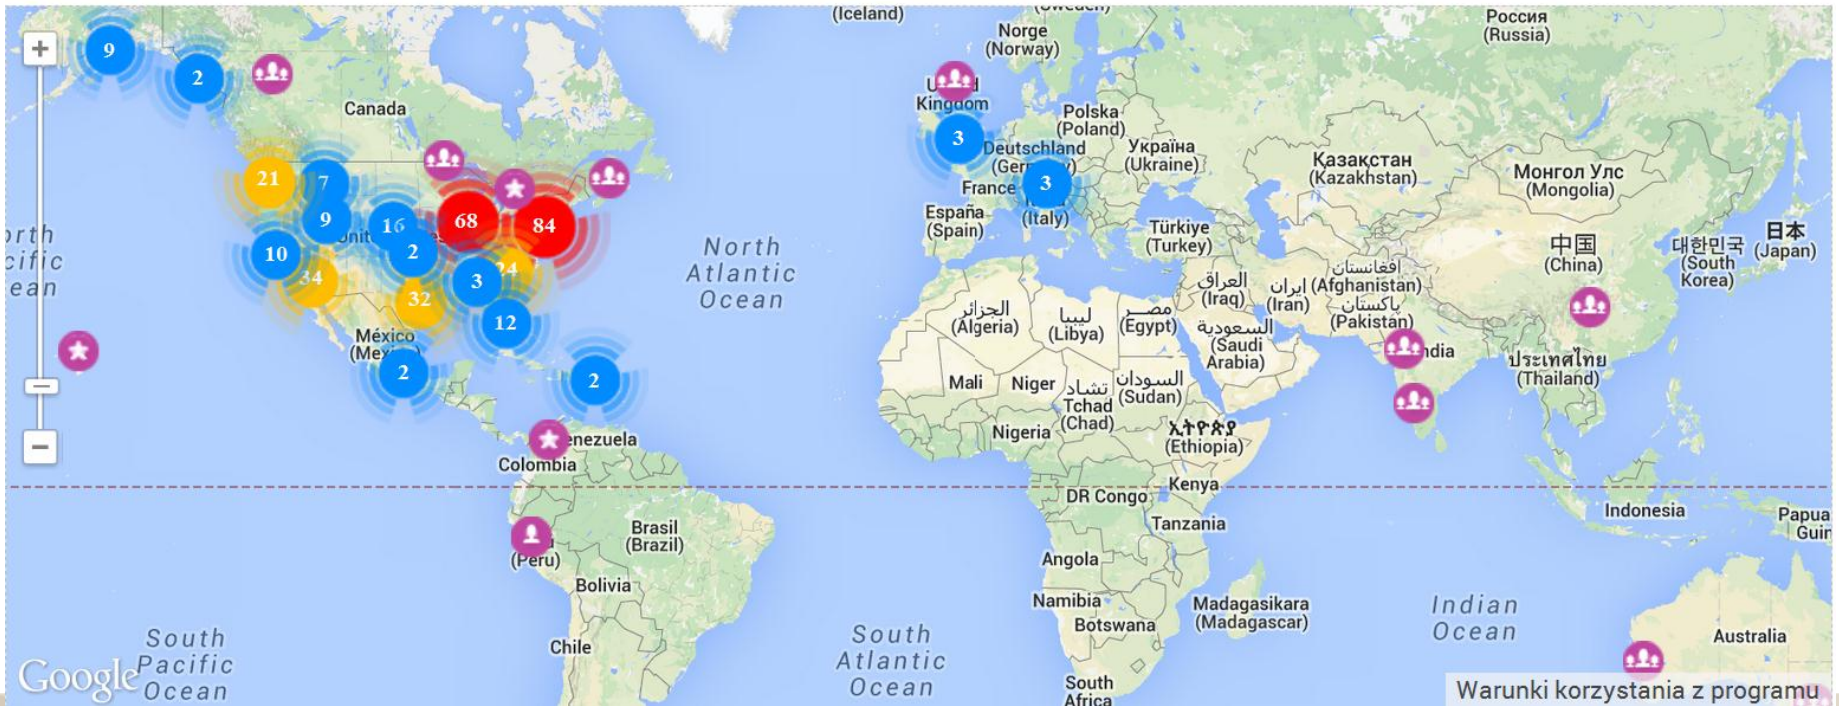 (Iceland)
(Sweden)
Россия
(Russia)
Norge
(Norway)
9
2
Canada
Kingdom
Polska
(Poland)
3
Deutschland
Україна
(Ukraine)
Қазақстан
(Kazakhstan)
Монгол Улс
(Mongolia)
21
7
France
3
(Italy)
España
(Spain)
9
16
68
84
Türkiye
(Turkey)
North
Atlantic
Ocean
10
2
34
3
24
32
12
中国
(China)
대한민국
(South
Korea)
日本
(Japan)
افغانستان
(Afghanistan)
پاکستان
(Pakistan)
ایران
(Iran)
العراق
(Iraq)
السعودية
(Saudi
Arabia)
مصر
(Egypt)
ليبيا
(Libya)
الجزائر
(Algeria)
México
2
2
ndia
ประเทศไทย
(Thailand)
Mali
Niger
تشاد
Tchad
(Chad)
السودان
(Sudan)
Nigeria
ኢትዮጵያ
(Ethiopia)
enezuela
Colombia
DR Congo
Kenya
Tanzania
Indonesia
Papua
Guin
Brasil
(Brazil)
(Peru)
Bolivia
Angola
Namibia
Botswana
Madagasikara
(Madagascar)
Indian
Ocean
Australia
Chile
South
Pacific
Ocean
South
Atlantic
Ocean
South
Africa
Google
Warunki korzystania z programu